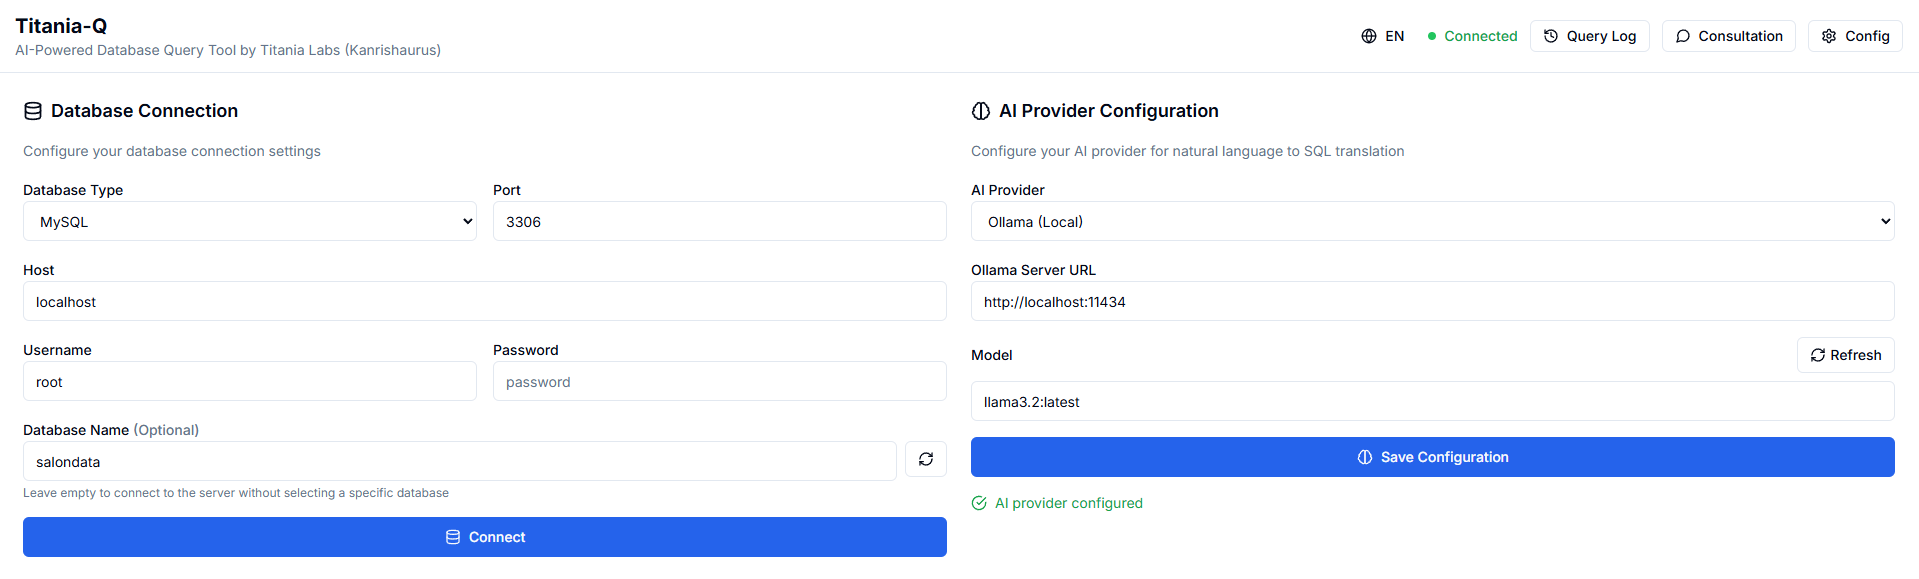 Titania-Q
AI-Powered Database Query Tool by Titania Labs (Kanrishaurus)
EN
Connected
Query Log
Consultation
Config
Database Connection
Configure your database connection settings
Database Type
Port
MySQL
3306
Host
localhost
Username
Password
root
password
Database Name (Optional)
salondata
Leave empty to connect to the server without selecting a specific database
Connect
AI Provider Configuration
Configure your AI provider for natural language to SQL translation
AI Provider
Ollama (Local)
Ollama Server URL
http://localhost:11434
Model
Refresh
llama3.2:latest
Save Configuration
AI provider configured